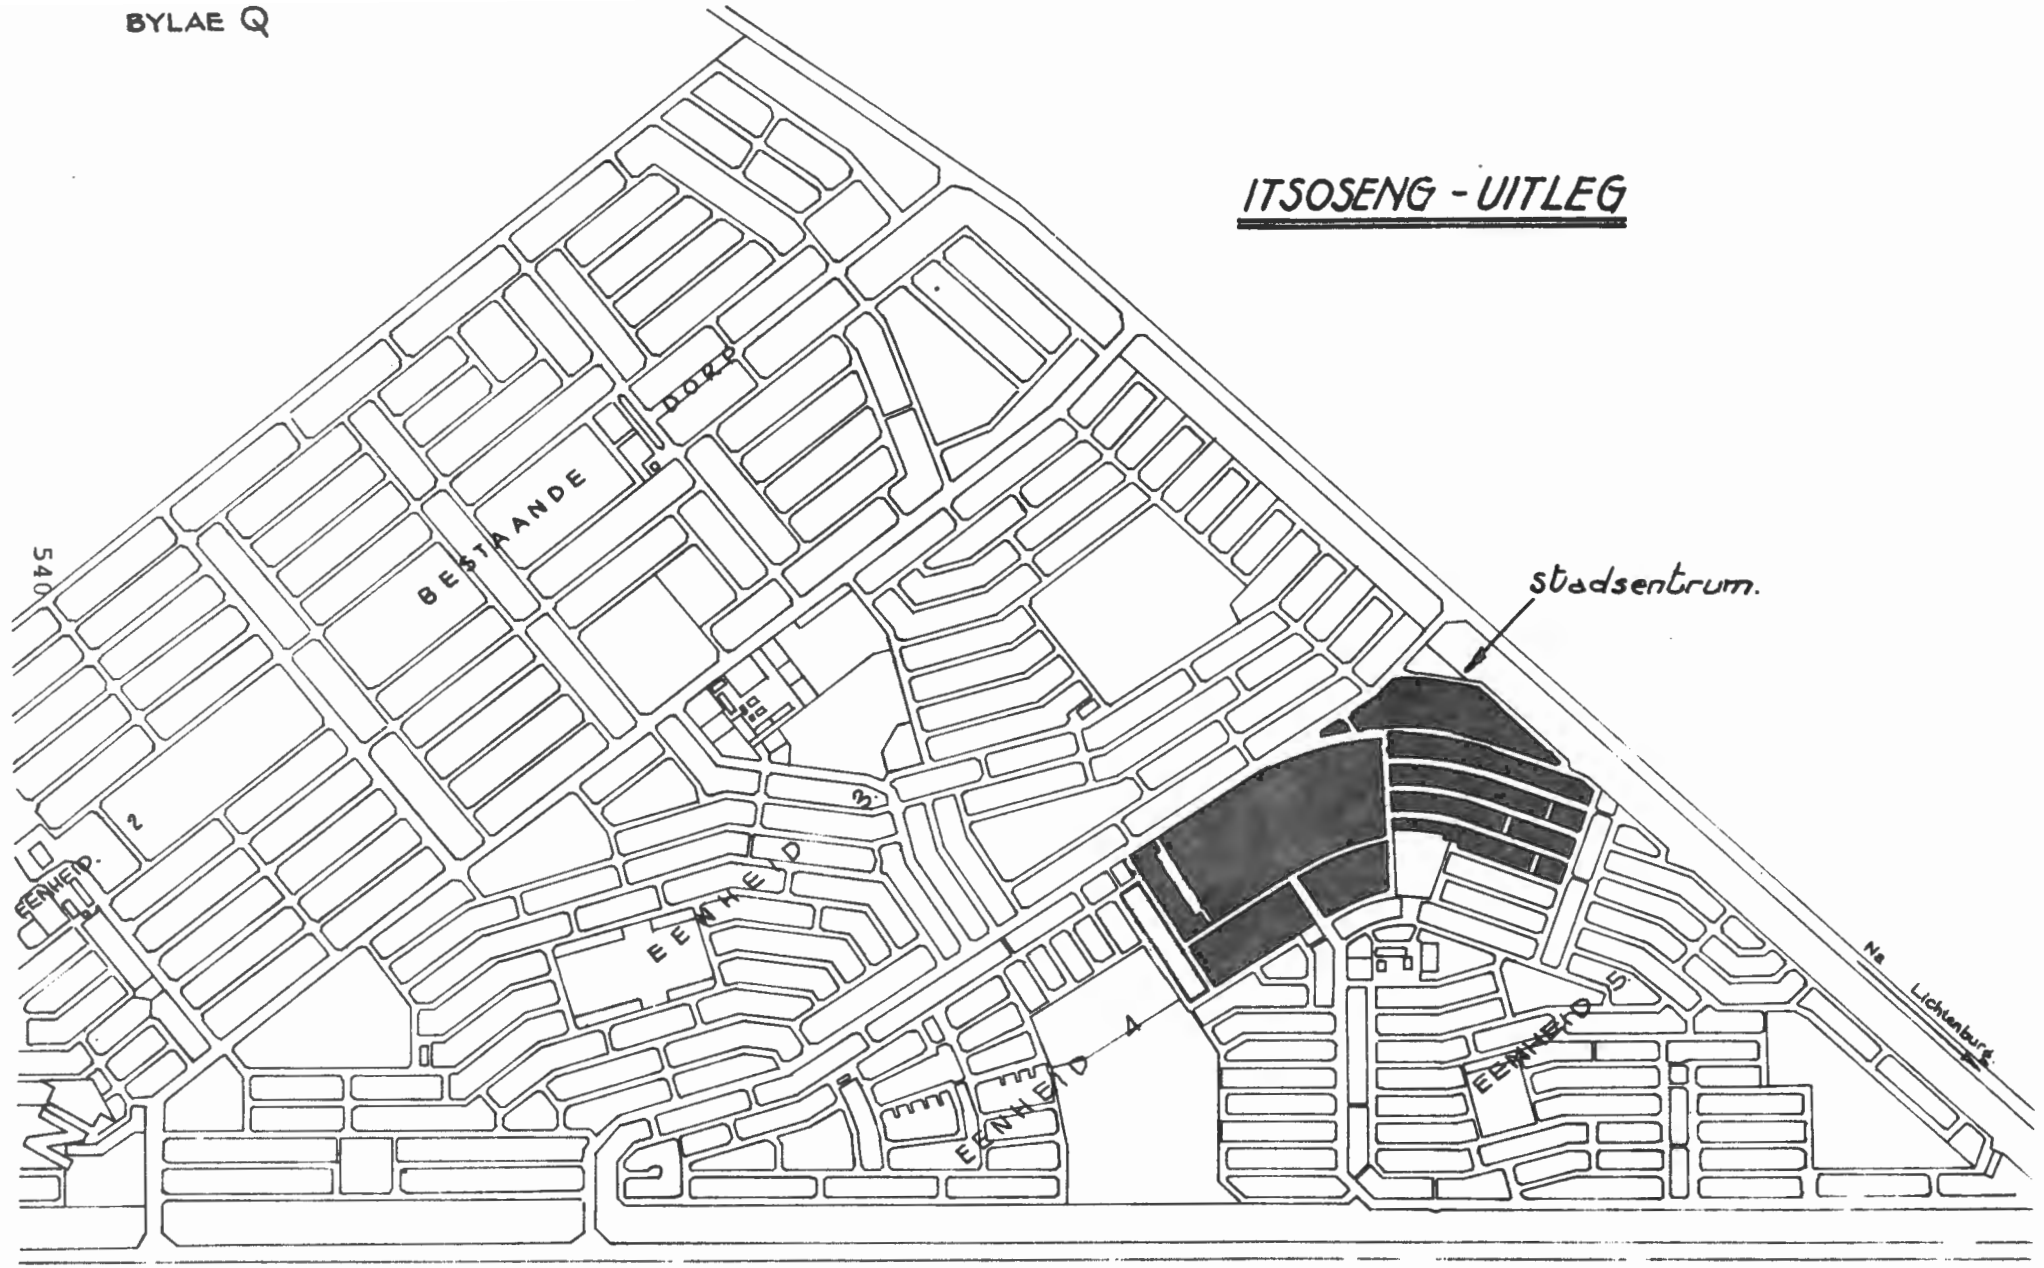 BYLAE Q
ITSOSENG - UITLEG
DORP
BESTAANDE
540
stadsentrum.
2
EENHEID.
3.
EENHEID
Na
Lichtenburg.
EENHEID 4
EENHEID 5.